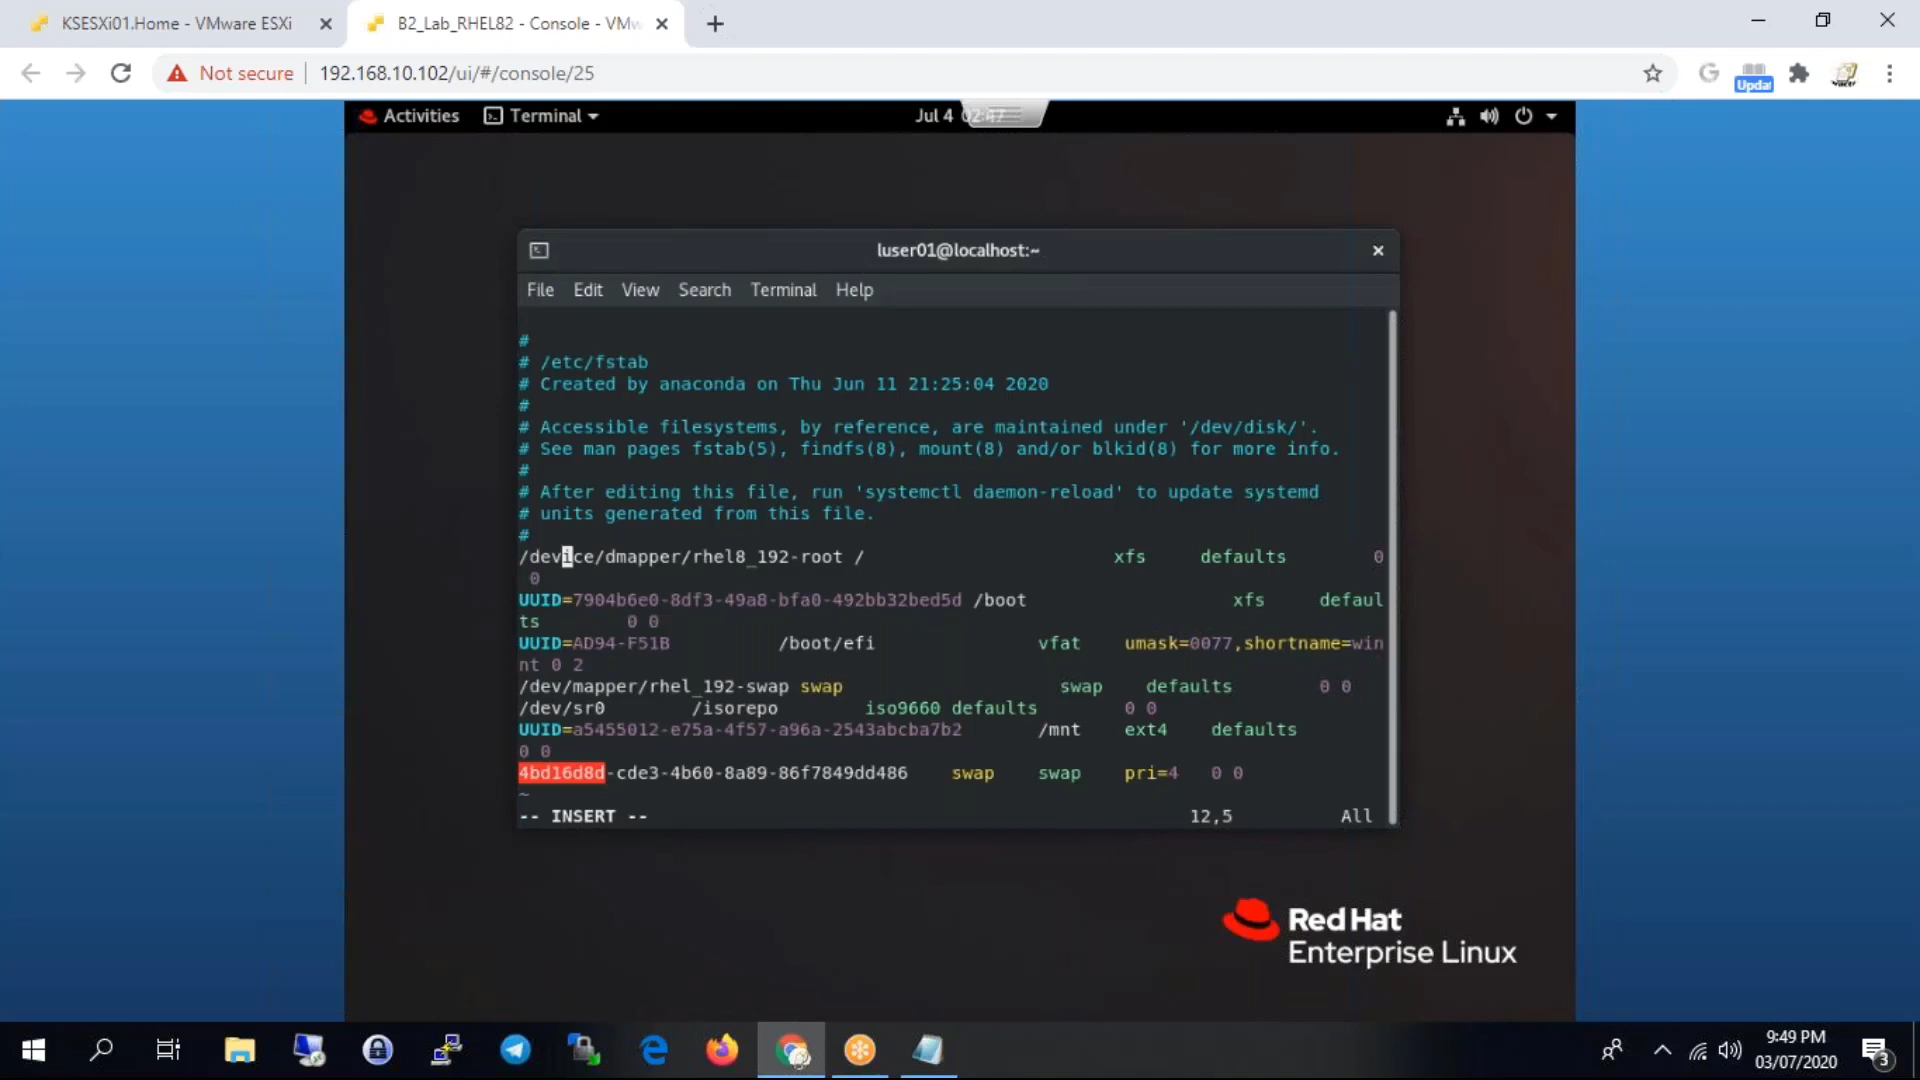 KSESXi01.Home - VMware ESXi
B2_Lab_RHEL82 - Console - VMw
Not secure
192.168.10.102/ui/#/console/25
Updat
Activities
Terminal
Jul 4
luser01@localhost:~
File Edit View Search Terminal Help
#
# /etc/fstab
# Created by anaconda on Thu Jun 11 21:25:04 2020
#
# Accessible filesystems, by reference, are maintained under '/dev/disk/'.
# See man pages fstab(5), findfs(8), mount(8) and/or blkid(8) for more info.
#
# After editing this file, run 'systemctl daemon-reload' to update systemd
# units generated from this file.
#
/device/dmapper/rhel8_192-root / xfs defaults 0
0
UUID=7904b6e0-8df3-49a8-bfa0-492bb32bed5d /boot xfs defaul
ts 0 0
UUID=AD94-F51B /boot/efi vfat umask=0077,shortname=win
nt 0 2
/dev/mapper/rhel_192-swap swap swap defaults 0 0
/dev/sr0 /isorepo iso9660 defaults 0 0
UUID=a5455012-e75a-4f57-a96a-2543abcba7b2 /mnt ext4 defaults
0 0
4bd16d8d-cde3-4b60-8a89-86f7849dd486 swap swap pri=4 0 0
~
-- INSERT -- 12,5 All
Red Hat
Enterprise Linux
9:49 PM
03/07/2020
3